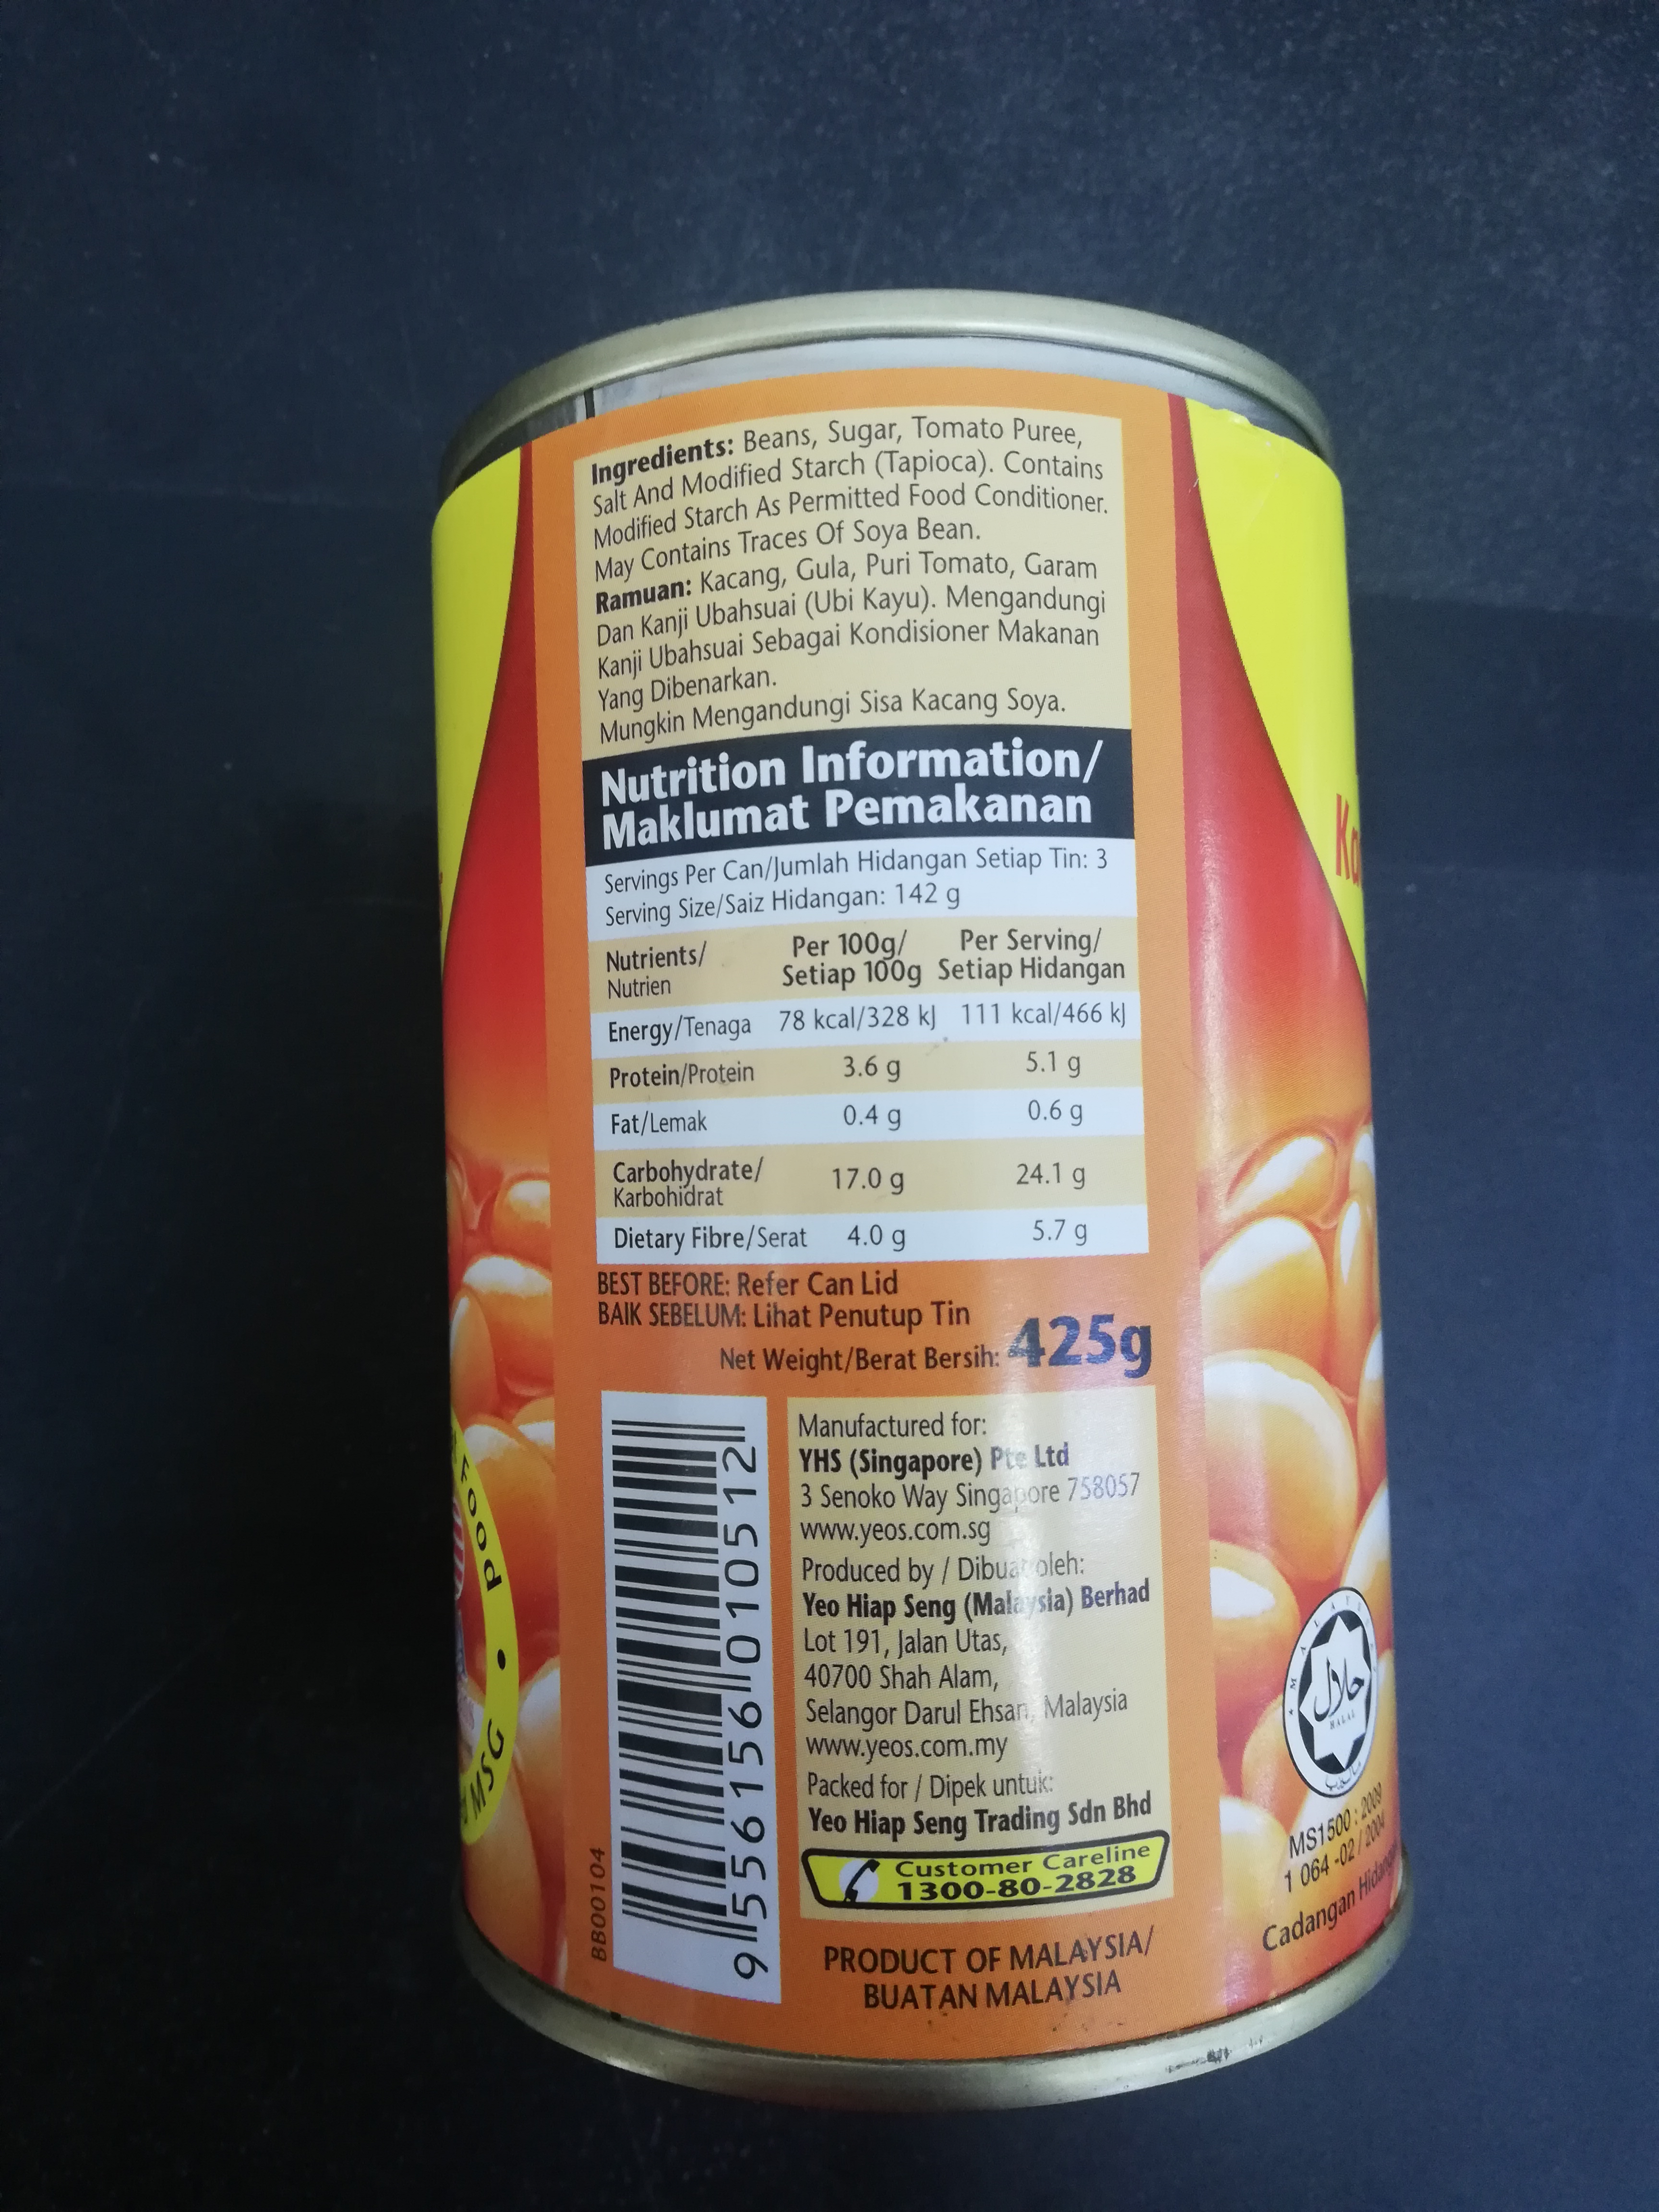 Ingredients: Beans, Sugar, Tomato Puree,
Salt And Modified Starch (Tapioca). Contains
Modified Starch As Permitted Food Conditioner.
May Contains Traces Of Soya Bean.
Ramuan: Kacang, Gula, Puri Tomato, Garam
Dan Kanji Ubahsuai (Ubi Kayu). Mengandungi
Kanji Ubahsuai Sebagai Kondisioner Makanan
Yang Dibenarkan.
Mungkin Mengandungi Sisa Kacang Soya.
Nutrition Information/
Maklumat Pemakanan
Servings Per Can/Jumlah Hidangan Setiap Tin: 3
Serving Size/Saiz Hidangan: 142 g
Nutrients/ Per 100g/ Per Serving/
Nutrien Setiap 100g Setiap Hidangan
Energy/Tenaga 78 kcal/328 kJ 111 kcal/466 kJ
Protein/Protein 3.6 g 5.1 g
Fat/Lemak 0.4 g 0.6 g
Carbohydrate/
Karbohidrat 17.0 g 24.1 g
Dietary Fibre/Serat 4.0 g 5.7 g
BEST BEFORE: Refer Can Lid
BAIK SEBELUM: Lihat Penutup Tin
Net Weight/Berat Bersih: 425g
Manufactured for:
YHS (Singapore) Pte Ltd
3 Senoko Way Singapore 758057
www.yeos.com.sg
Produced by / Dibuat oleh:
Yeo Hiap Seng (Malaysia) Berhad
Lot 191, Jalan Utas,
40700 Shah Alam,
Selangor Darul Ehsan, Malaysia
www.yeos.com.my
Packed for / Dipek untuk:
Yeo Hiap Seng Trading Sdn Bhd
Customer Careline
1300-80-2828
PRODUCT OF MALAYSIA/
BUATAN MALAYSIA
9 556156 010512
BB00104
Food •
MSG
حلال
HALAL
MS1500 : 2009
1 064 -02 / 2004
Cadangan